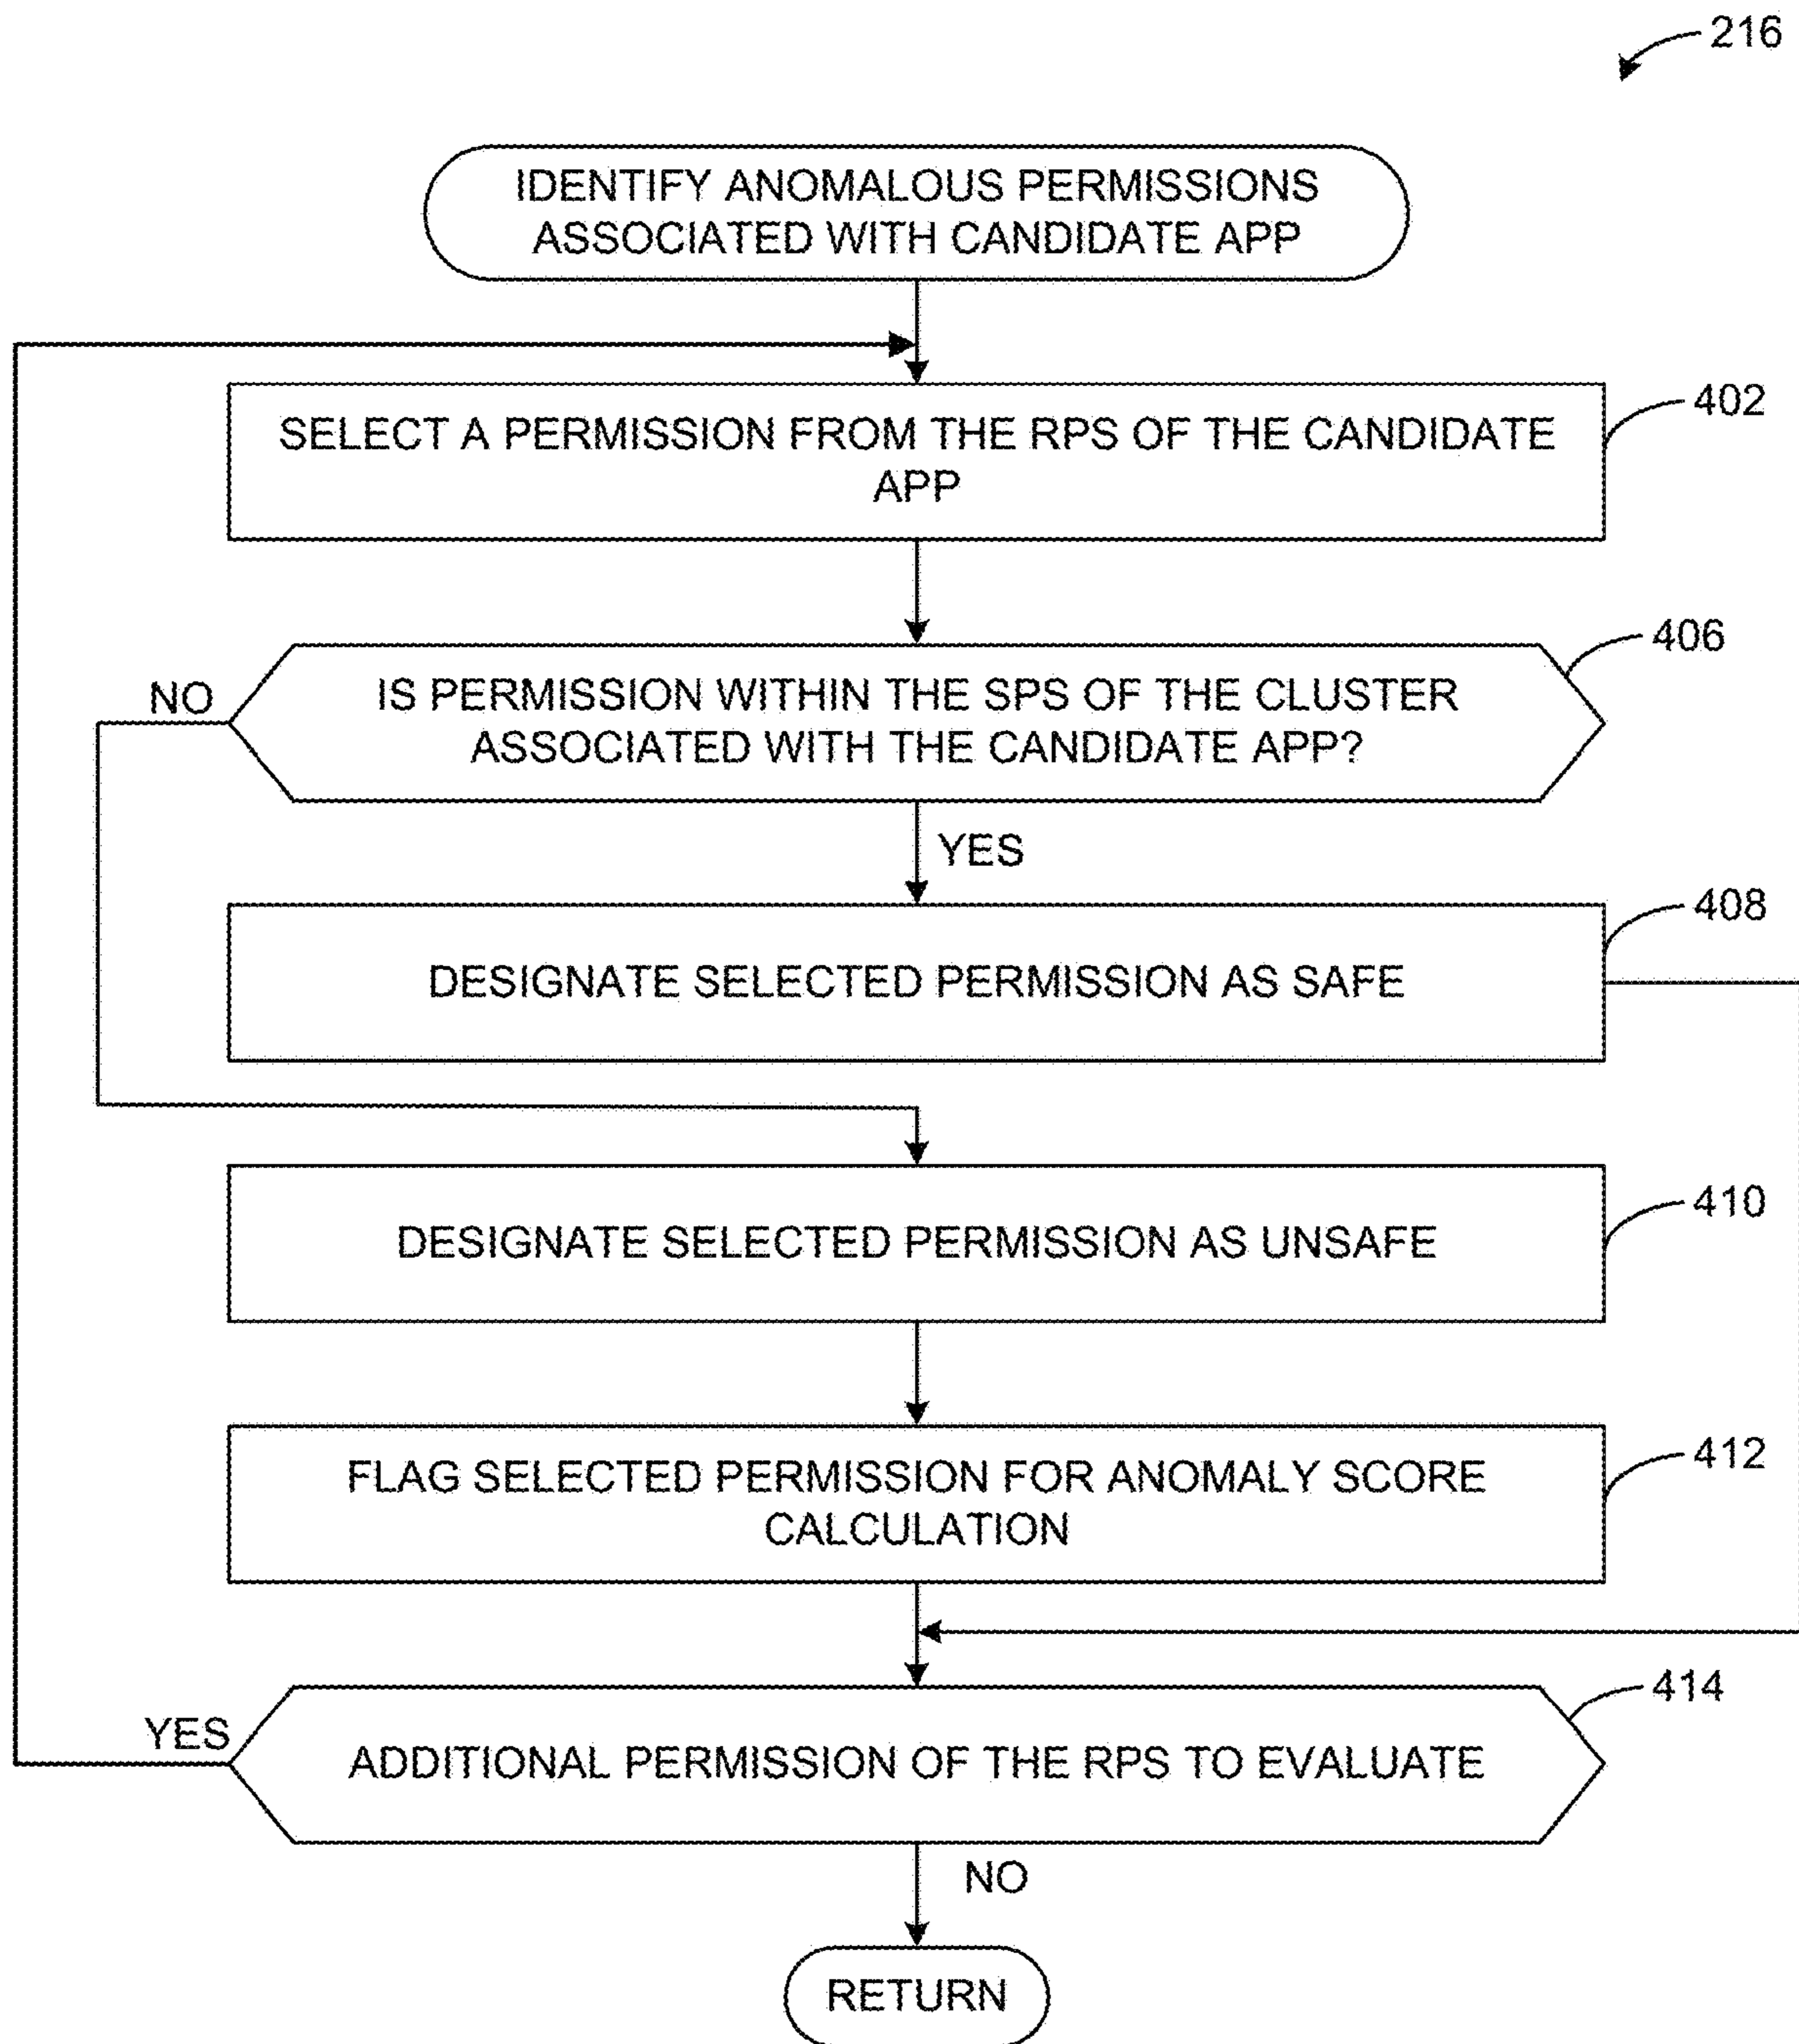 216
IDENTIFY ANOMALOUS PERMISSIONS
ASSOCIATED WITH CANDIDATE APP
402
SELECT A PERMISSION FROM THE RPS OF THE CANDIDATE
APP
406
NO
IS PERMISSION WITHIN THE SPS OF THE CLUSTER
ASSOCIATED WITH THE CANDIDATE APP?
YES
408
DESIGNATE SELECTED PERMISSION AS SAFE
410
DESIGNATE SELECTED PERMISSION AS UNSAFE
412
FLAG SELECTED PERMISSION FOR ANOMALY SCORE
CALCULATION
414
YES
ADDITIONAL PERMISSION OF THE RPS TO EVALUATE
NO
RETURN